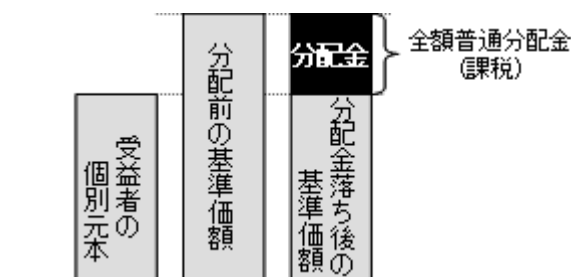 受益者の
個別元本
分配前の基準価額
分配金
分配金落ち後の
基準価額
全額普通分配金
(課税)